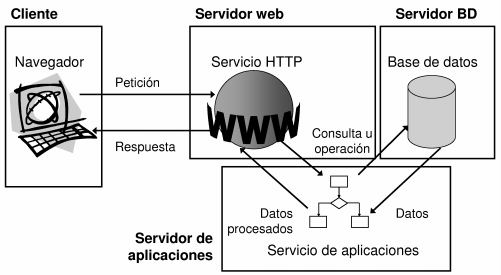 Cliente
Servidor web
Servidor BD
Navegador
Servicio HTTP
Base de datos
Petición
WWW
Respuesta
Consulta u
operación
Datos
procesados
Datos
Servidor de
aplicaciones
Servicio de aplicaciones